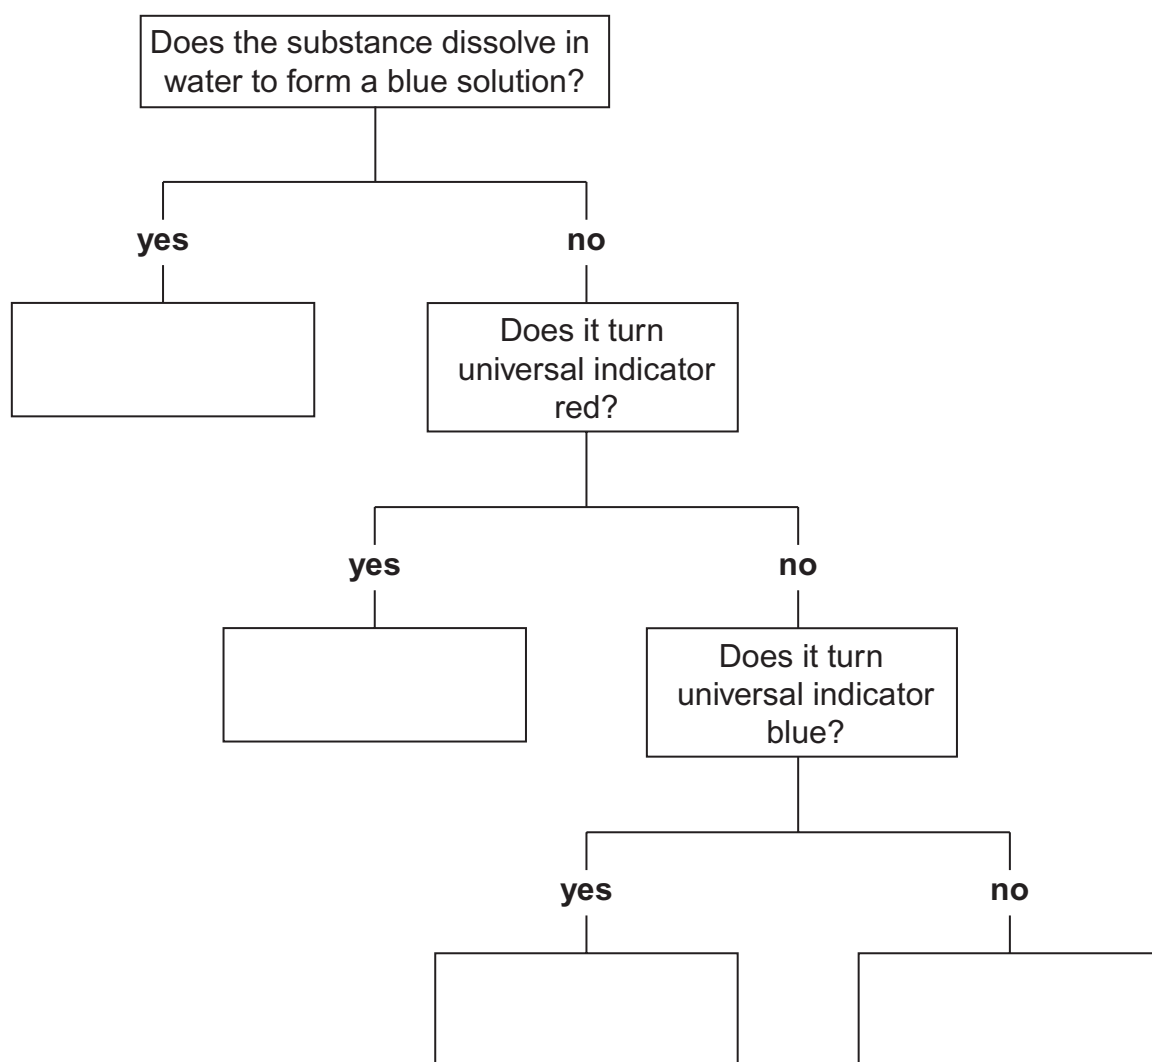 Does the substance dissolve in
water to form a blue solution?
yes
no
Does it turn
universal indicator
red?
yes
no
Does it turn
universal indicator
blue?
yes
no